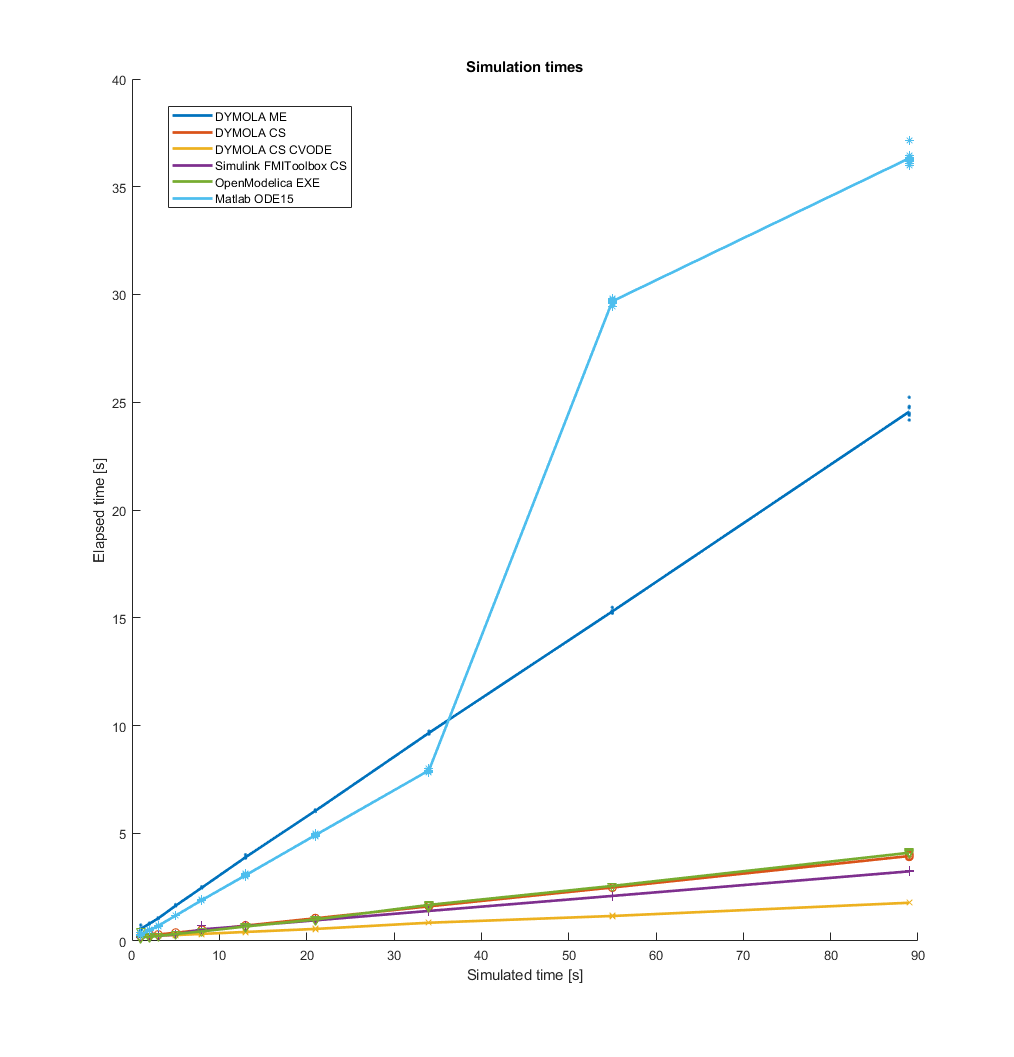 Simulation times
40
DYMOLA ME
DYMOLA CS
DYMOLA CS CVODE
Simulink FMIToolbox CS
OpenModelica EXE
Matlab ODE15
35
30
25
20
15
10
5
0
Elapsed time [s]
0 10 20 30 40 50 60 70 80 90
Simulated time [s]